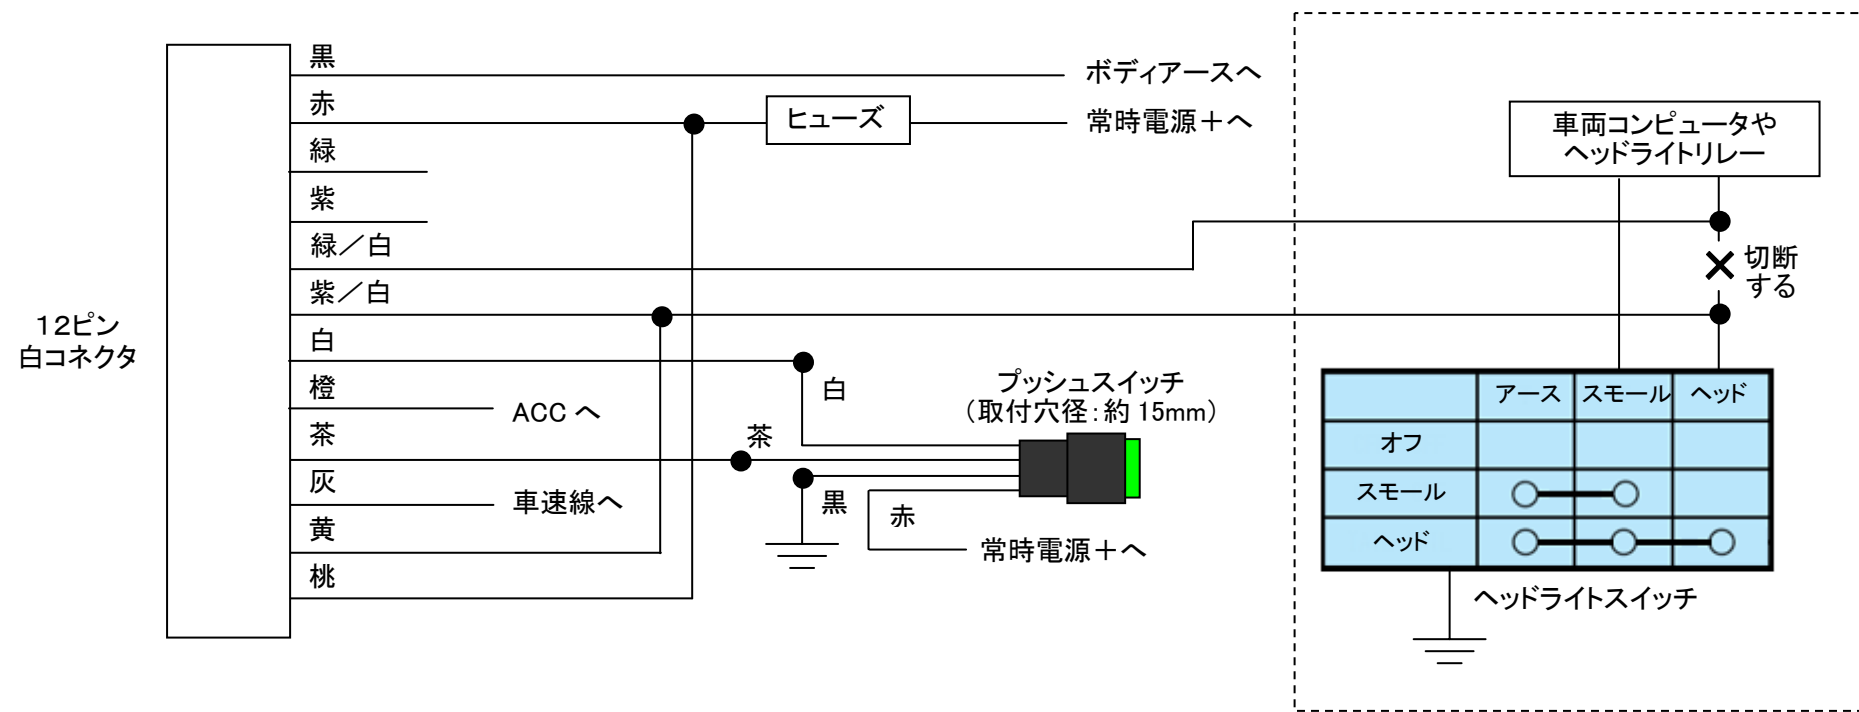 黒
ボディアースへ
赤
ヒューズ
常時電源＋へ
緑
紫
緑／白
紫／白
12ピン
白コネクタ
白
橙
ACC へ
茶
灰
車速線へ
黄
桃
白
茶
黒
赤
常時電源＋へ
プッシュスイッチ
（取付穴径：約 15mm）
車両コンピュータや
ヘッドライトリレー
切断
する
アース スモール ヘッド
オフ
スモール
ヘッド
ヘッドライトスイッチ